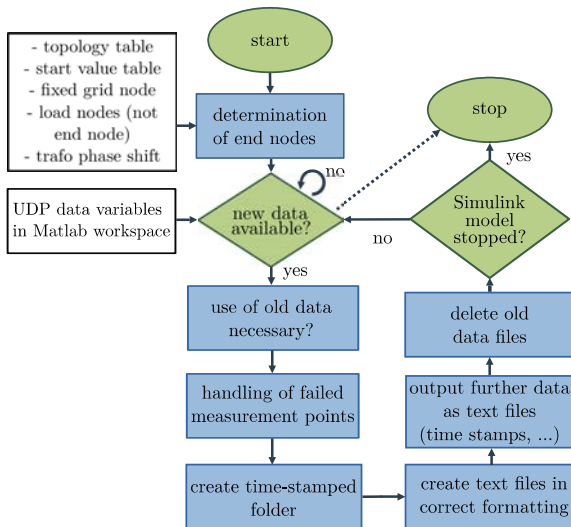 - topology table
- start value table
- fixed grid node
- load nodes (not
end node)
- trafo phase shift
start
determination
of end nodes
stop
UDP data variables
in Matlab workspace
no
new data
available?
yes
no
Simulink
model
stopped?
yes
use of old data
necessary?
handling of failed
measurement points
create time-stamped
folder
create text files in
correct formatting
output further data
as text files
(time stamps, ...)
delete old
data files